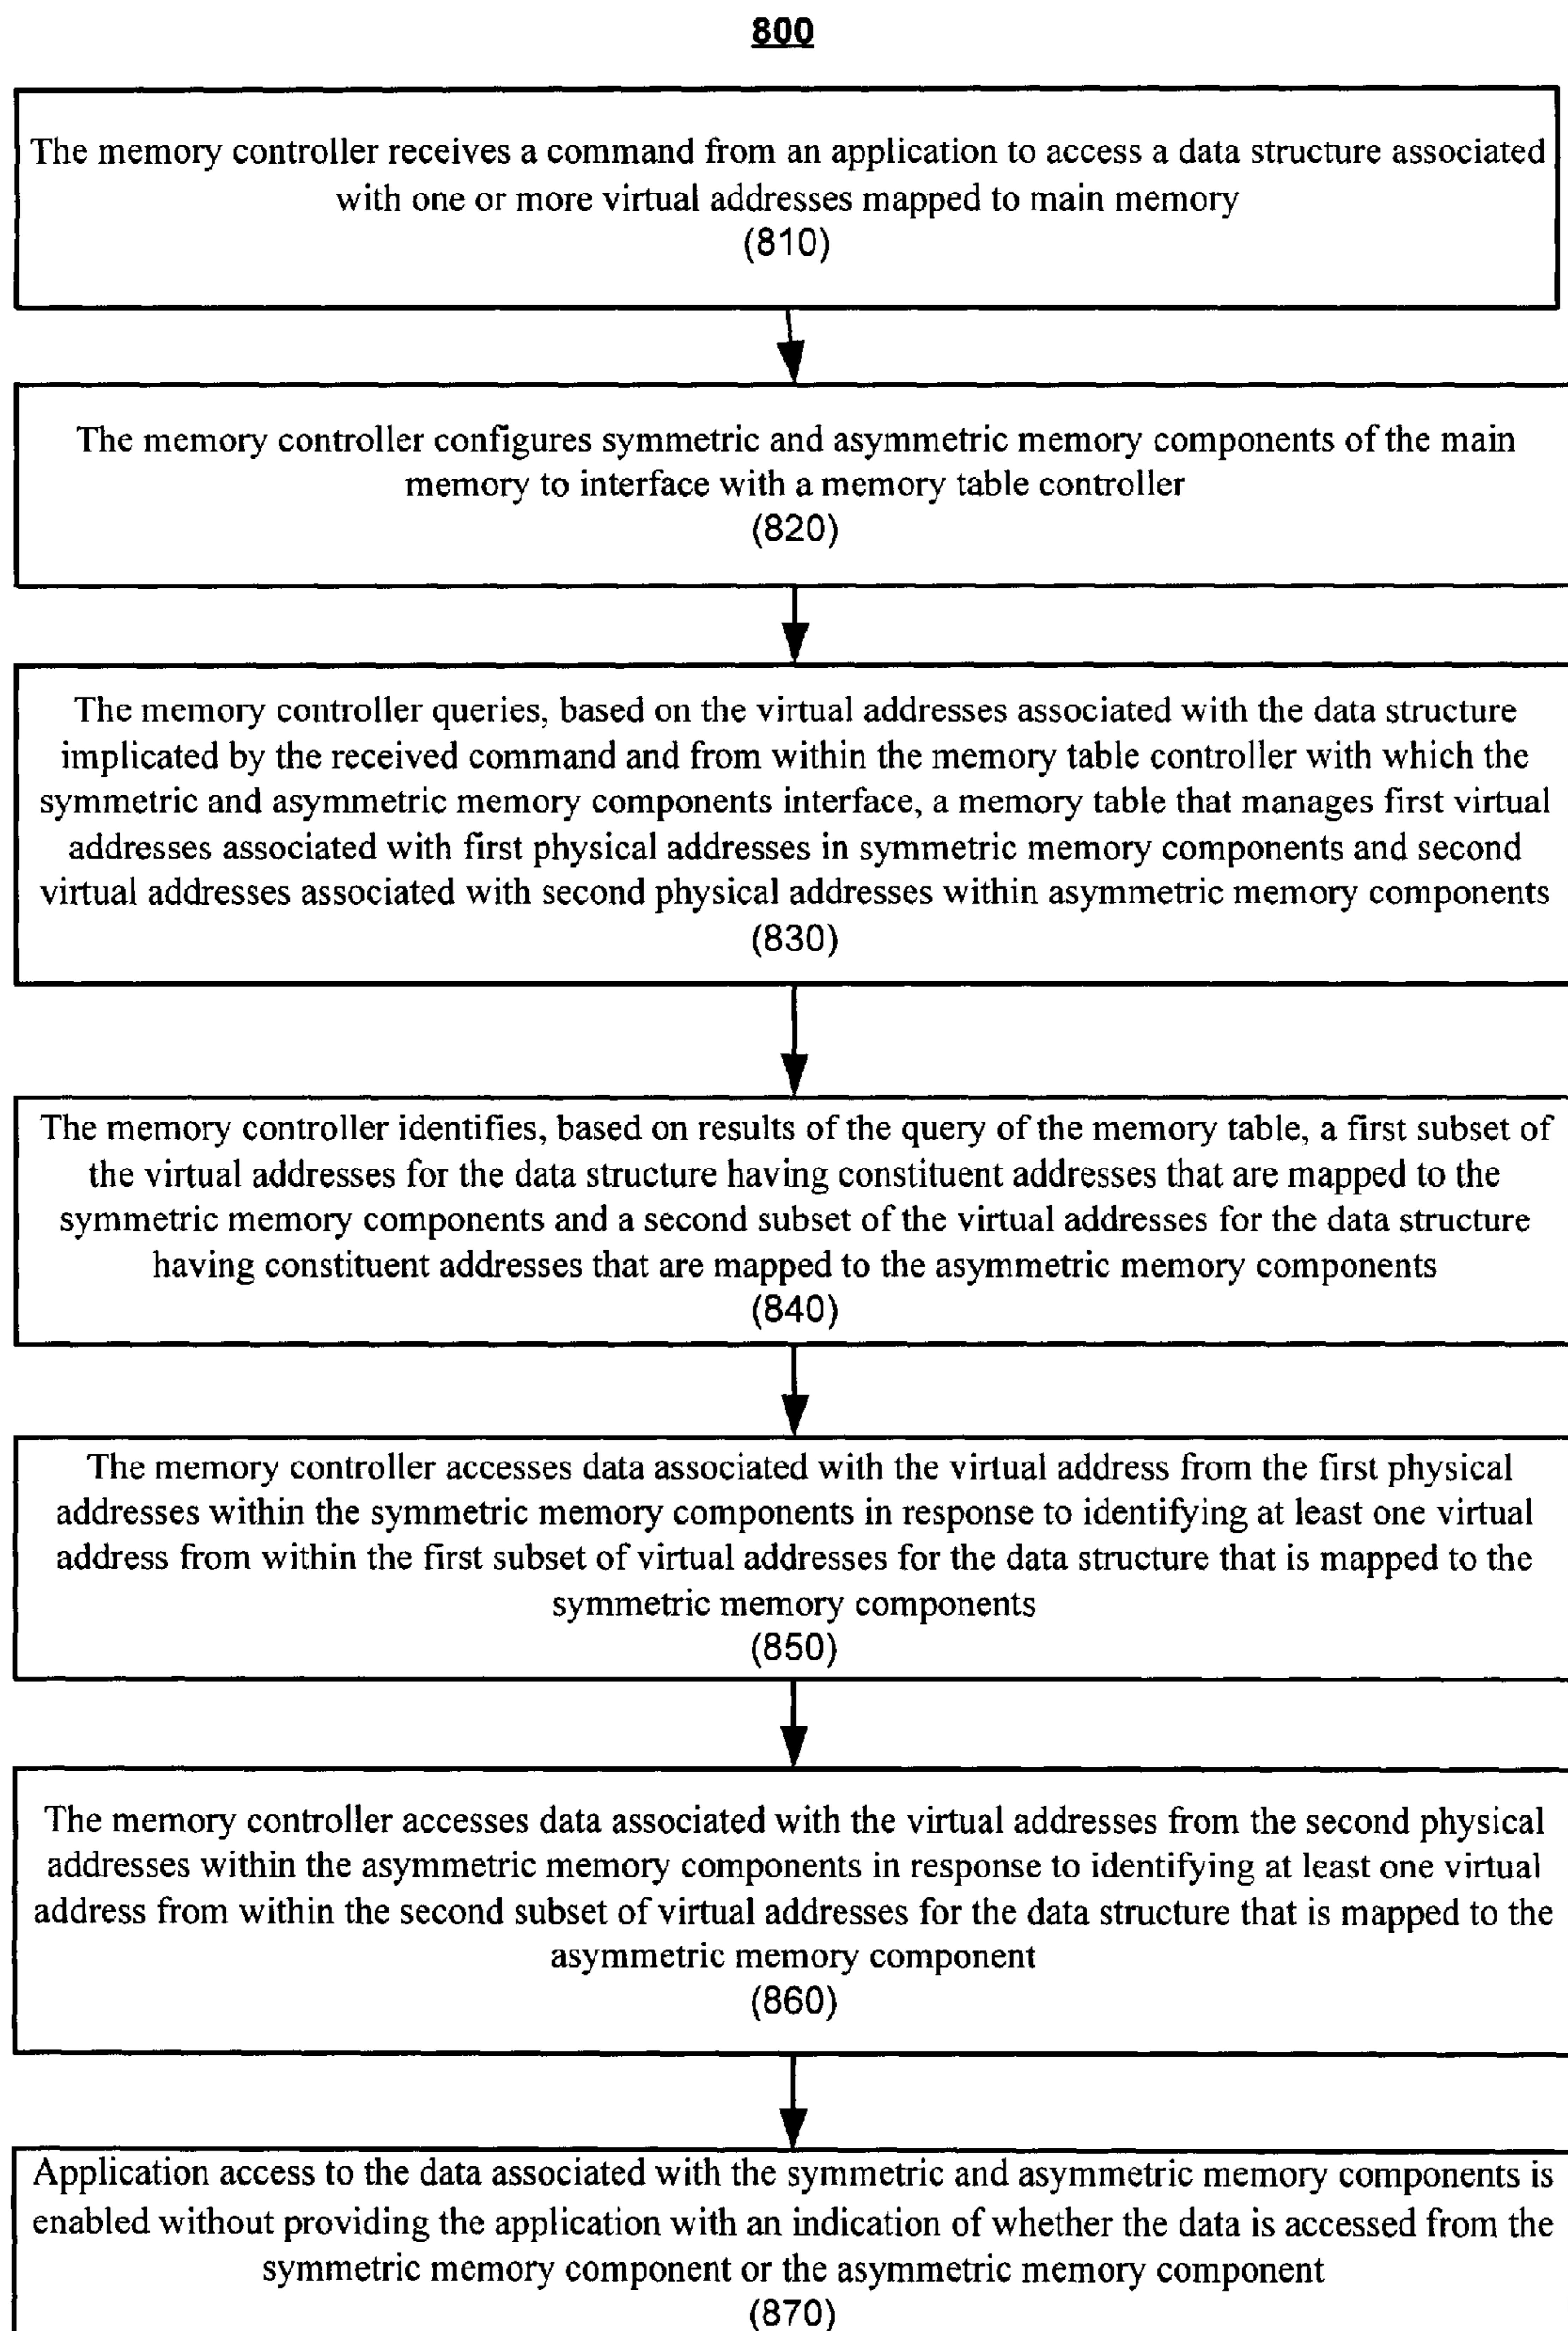 800
The memory controller receives a command from an application to access a data structure associated
with one or more virtual addresses mapped to main memory
(810)
The memory controller configures symmetric and asymmetric memory components of the main
memory to interface with a memory table controller
(820)
The memory controller queries, based on the virtual addresses associated with the data structure
implicated by the received command and from within the memory table controller with which the
symmetric and asymmetric memory components interface, a memory table that manages first virtual
addresses associated with first physical addresses in symmetric memory components and second
virtual addresses associated with second physical addresses within asymmetric memory components
(830)
The memory controller identifies, based on results of the query of the memory table, a first subset of
the virtual addresses for the data structure having constituent addresses that are mapped to the
symmetric memory components and a second subset of the virtual addresses for the data structure
having constituent addresses that are mapped to the asymmetric memory components
(840)
The memory controller accesses data associated with the virtual address from the first physical
addresses within the symmetric memory components in response to identifying at least one virtual
address from within the first subset of virtual addresses for the data structure that is mapped to the
symmetric memory components
(850)
The memory controller accesses data associated with the virtual addresses from the second physical
addresses within the asymmetric memory components in response to identifying at least one virtual
address from within the second subset of virtual addresses for the data structure that is mapped to the
asymmetric memory component
(860)
Application access to the data associated with the symmetric and asymmetric memory components is
enabled without providing the application with an indication of whether the data is accessed from the
symmetric memory component or the asymmetric memory component
(870)